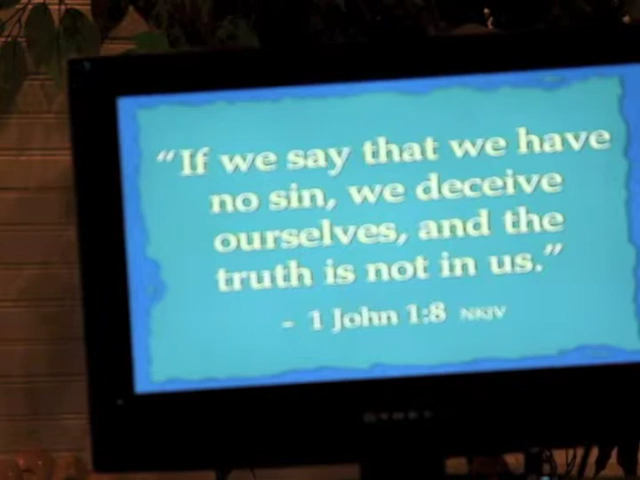 “If we say that we have
no sin, we deceive
ourselves, and the
truth is not in us.”
- 1 John 1:8 NKJV